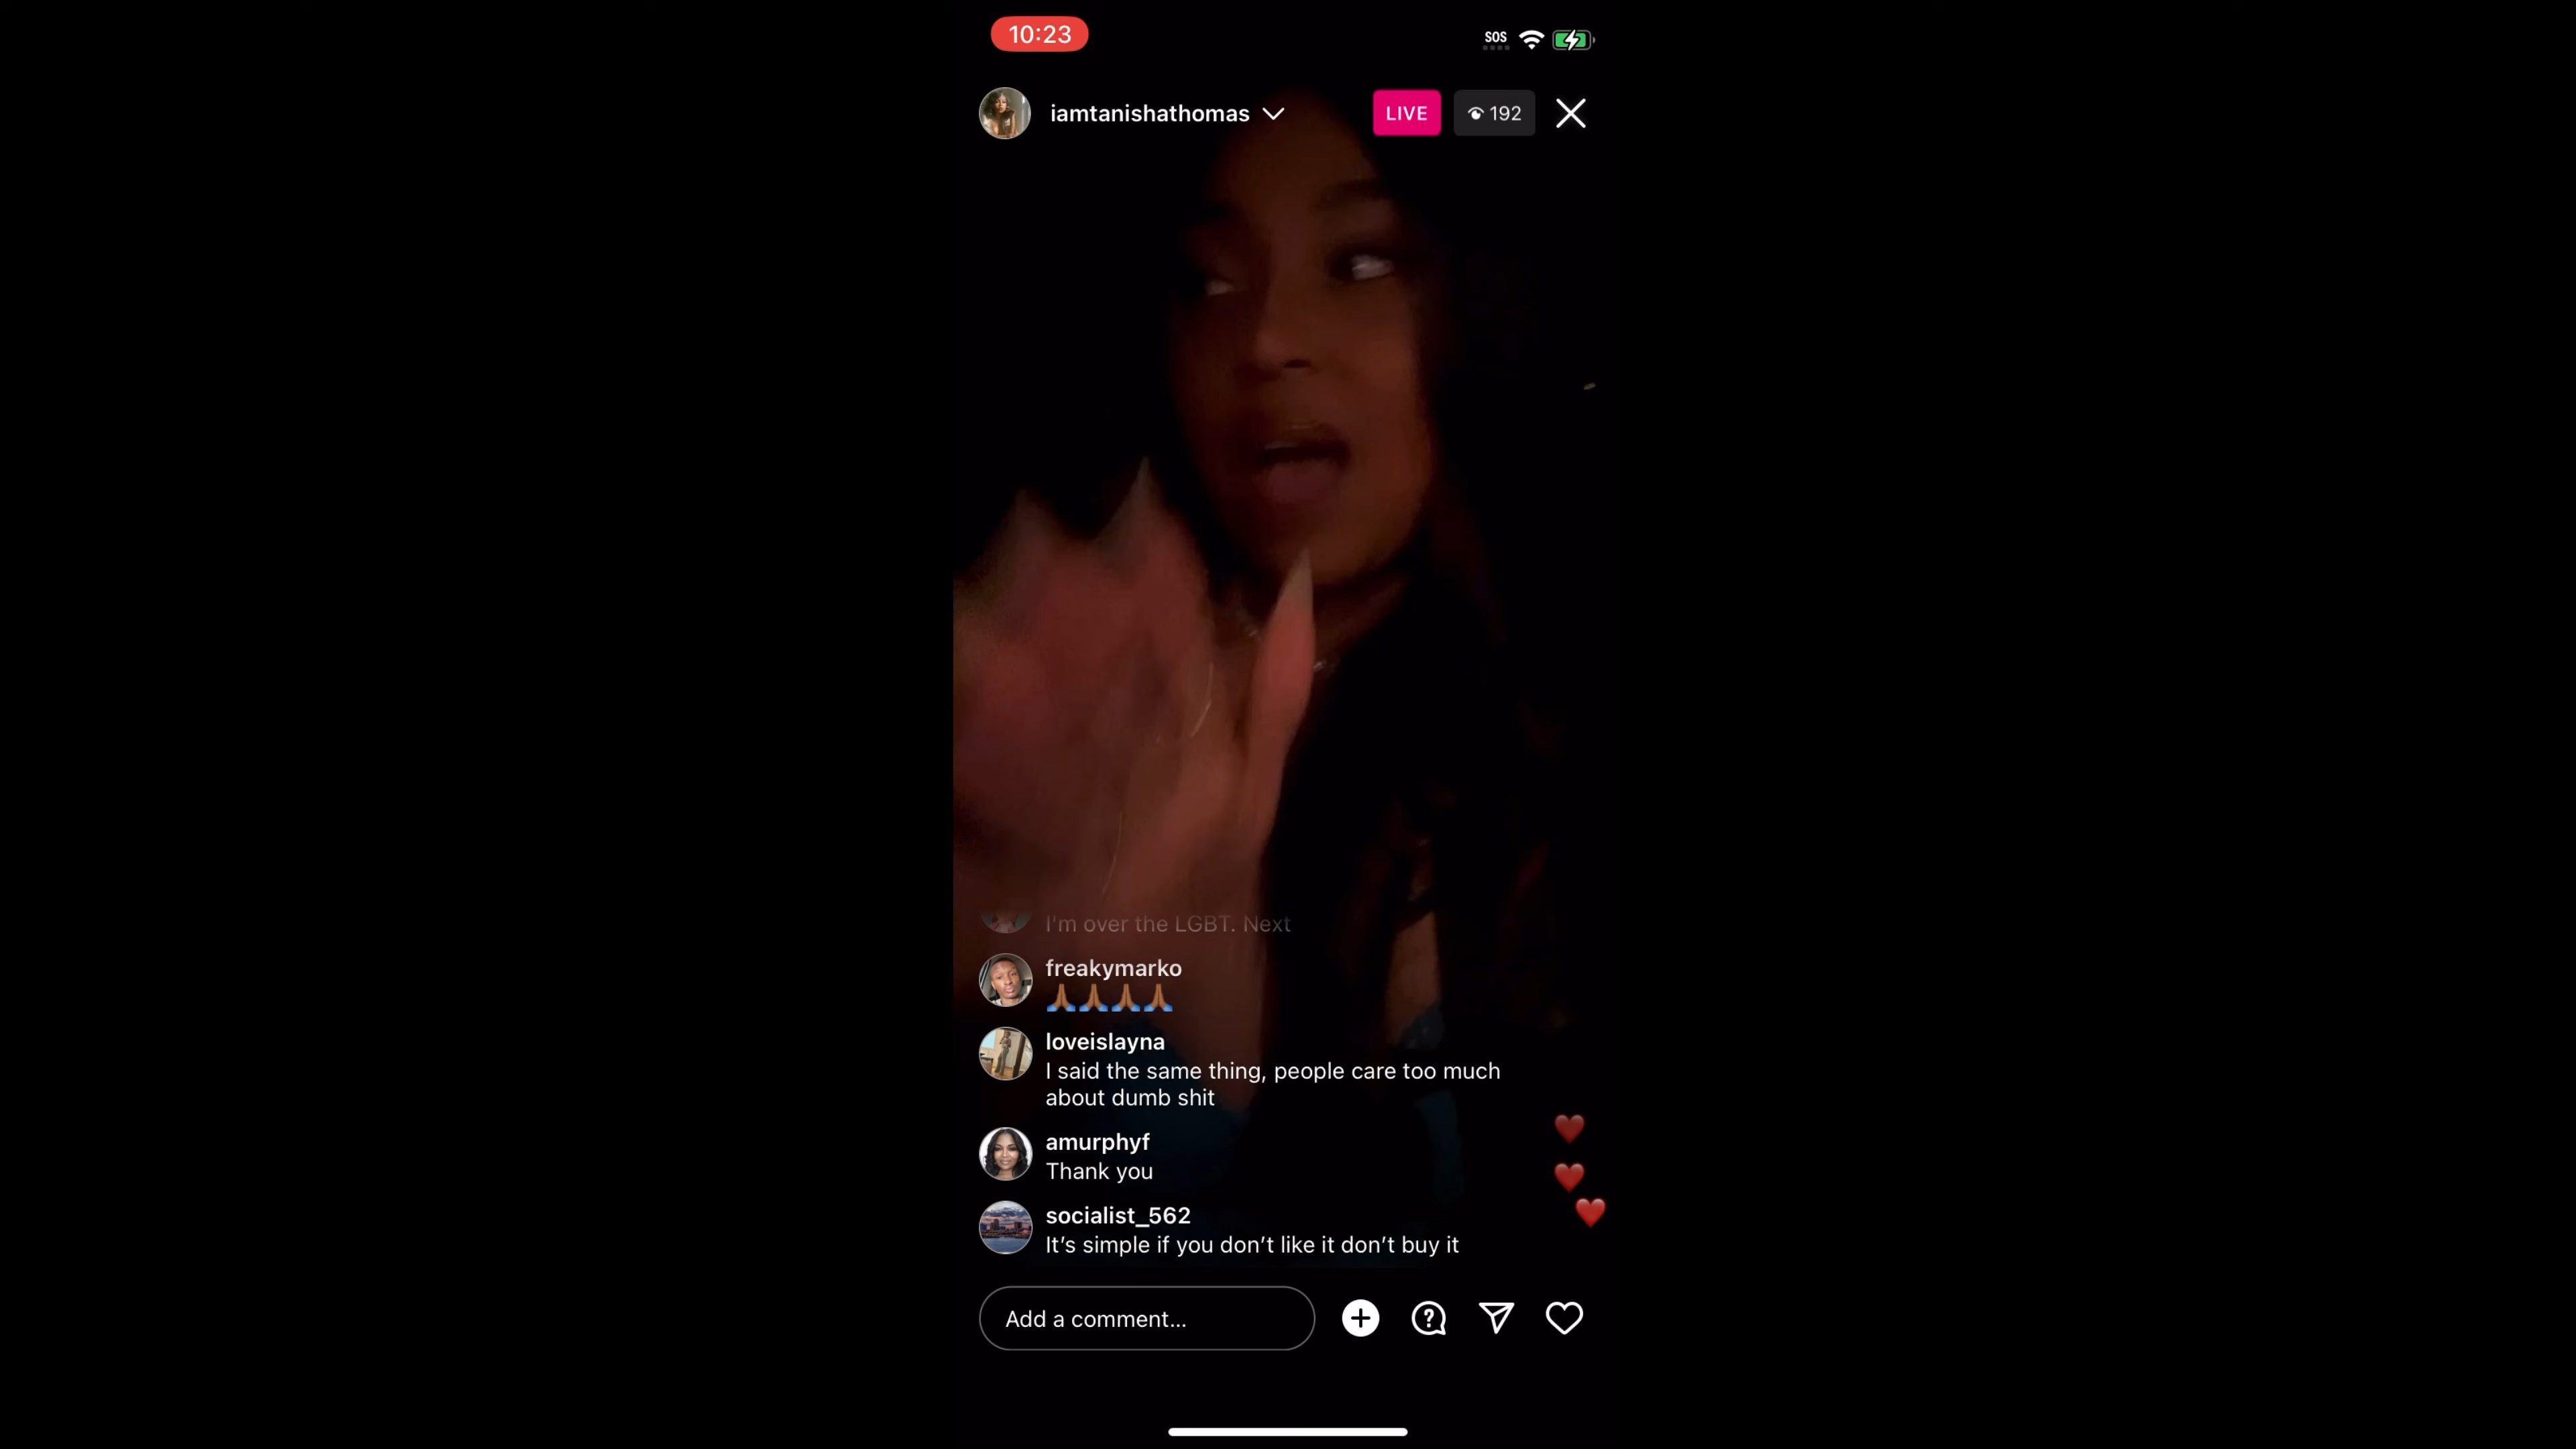 10:23
SOS
iamtanishathomas
LIVE
192
I'm over the LGBT. Next
freakymarko
🙏🏾🙏🏾🙏🏾🙏🏾
loveislayna
I said the same thing, people care too much
about dumb shit
amurphyf
Thank you
socialist_562
It's simple if you don't like it don't buy it
Add a comment...